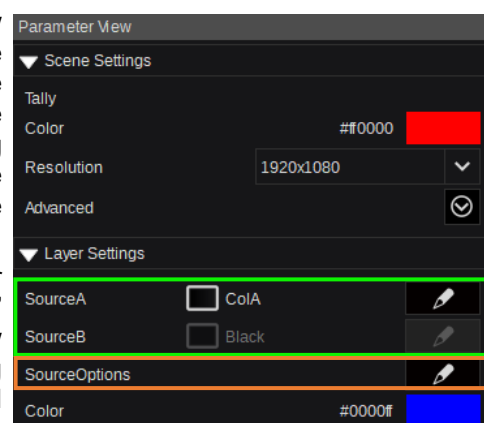 Parameter View
Scene Settings
Tally
Color #ff0000
Resolution 1920x1080
Advanced
Layer Settings
SourceA ColA
SourceB Black
SourceOptions
Color #0000ff